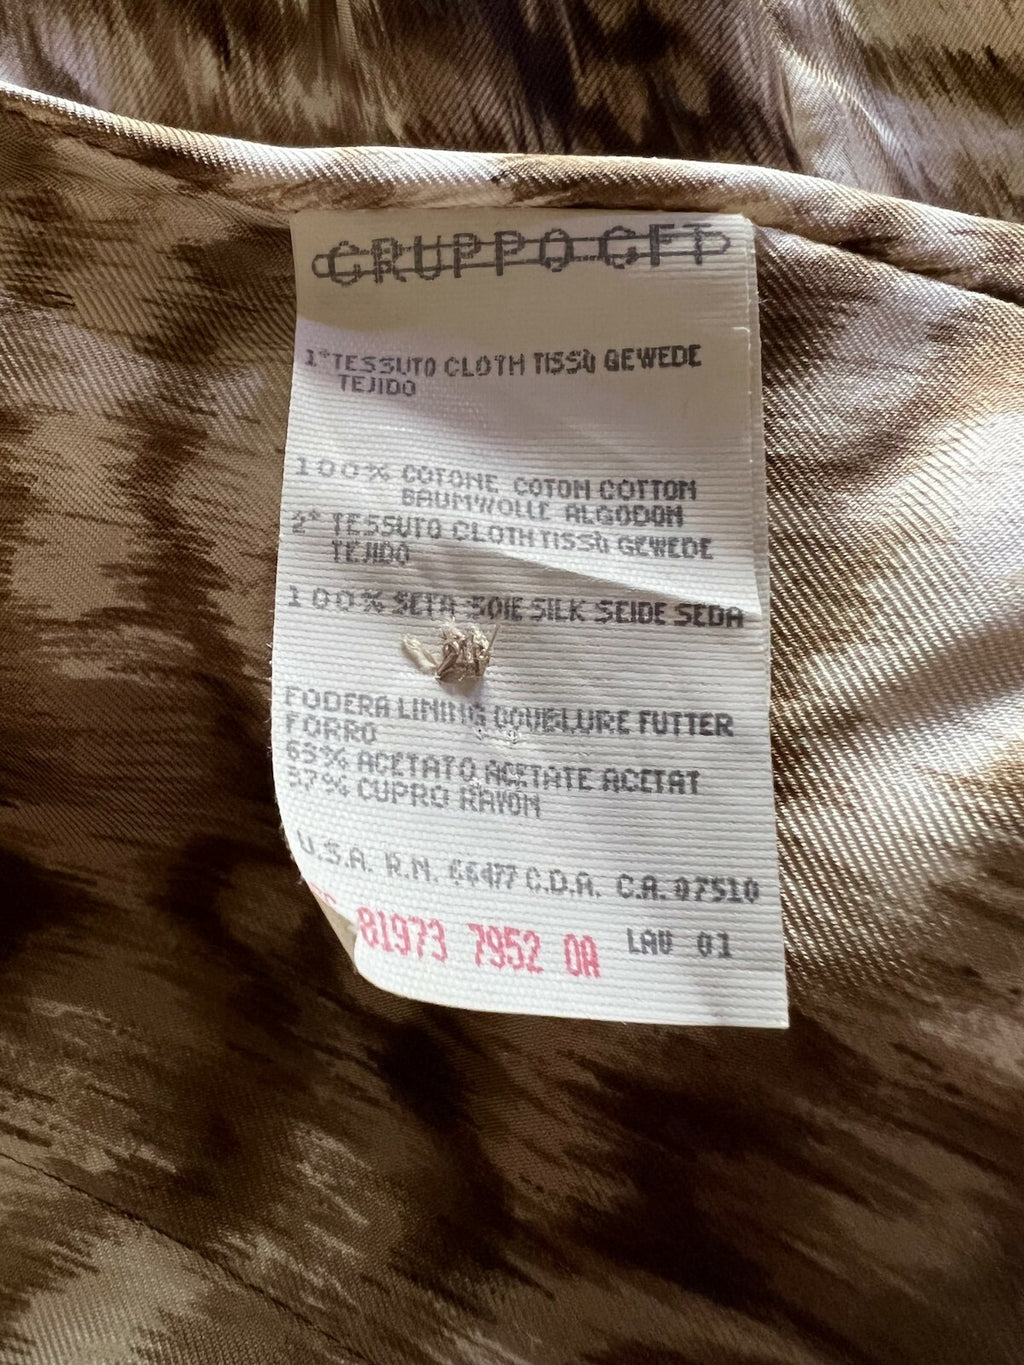 GRUPPO GFT
1* TESSUTO CLOTH TISSU GEWEDE
TEJIDO
100% COTONE COTON COTTON
BAUMWOLLE ALGODON
2* TESSUTO CLOTH TISSU GEWEDE
TEJIDO
100% SETA SOIE SILK SEIDE SEDA
FODERA LINING DOUBLURE FUTTER
FORRO
63% ACETATO ACETATE ACETAT
37% CUPRO RAYON
U.S.A. R.N. 66477 C.D.A. C.A. 07510
81973 7952 0A LAV 01